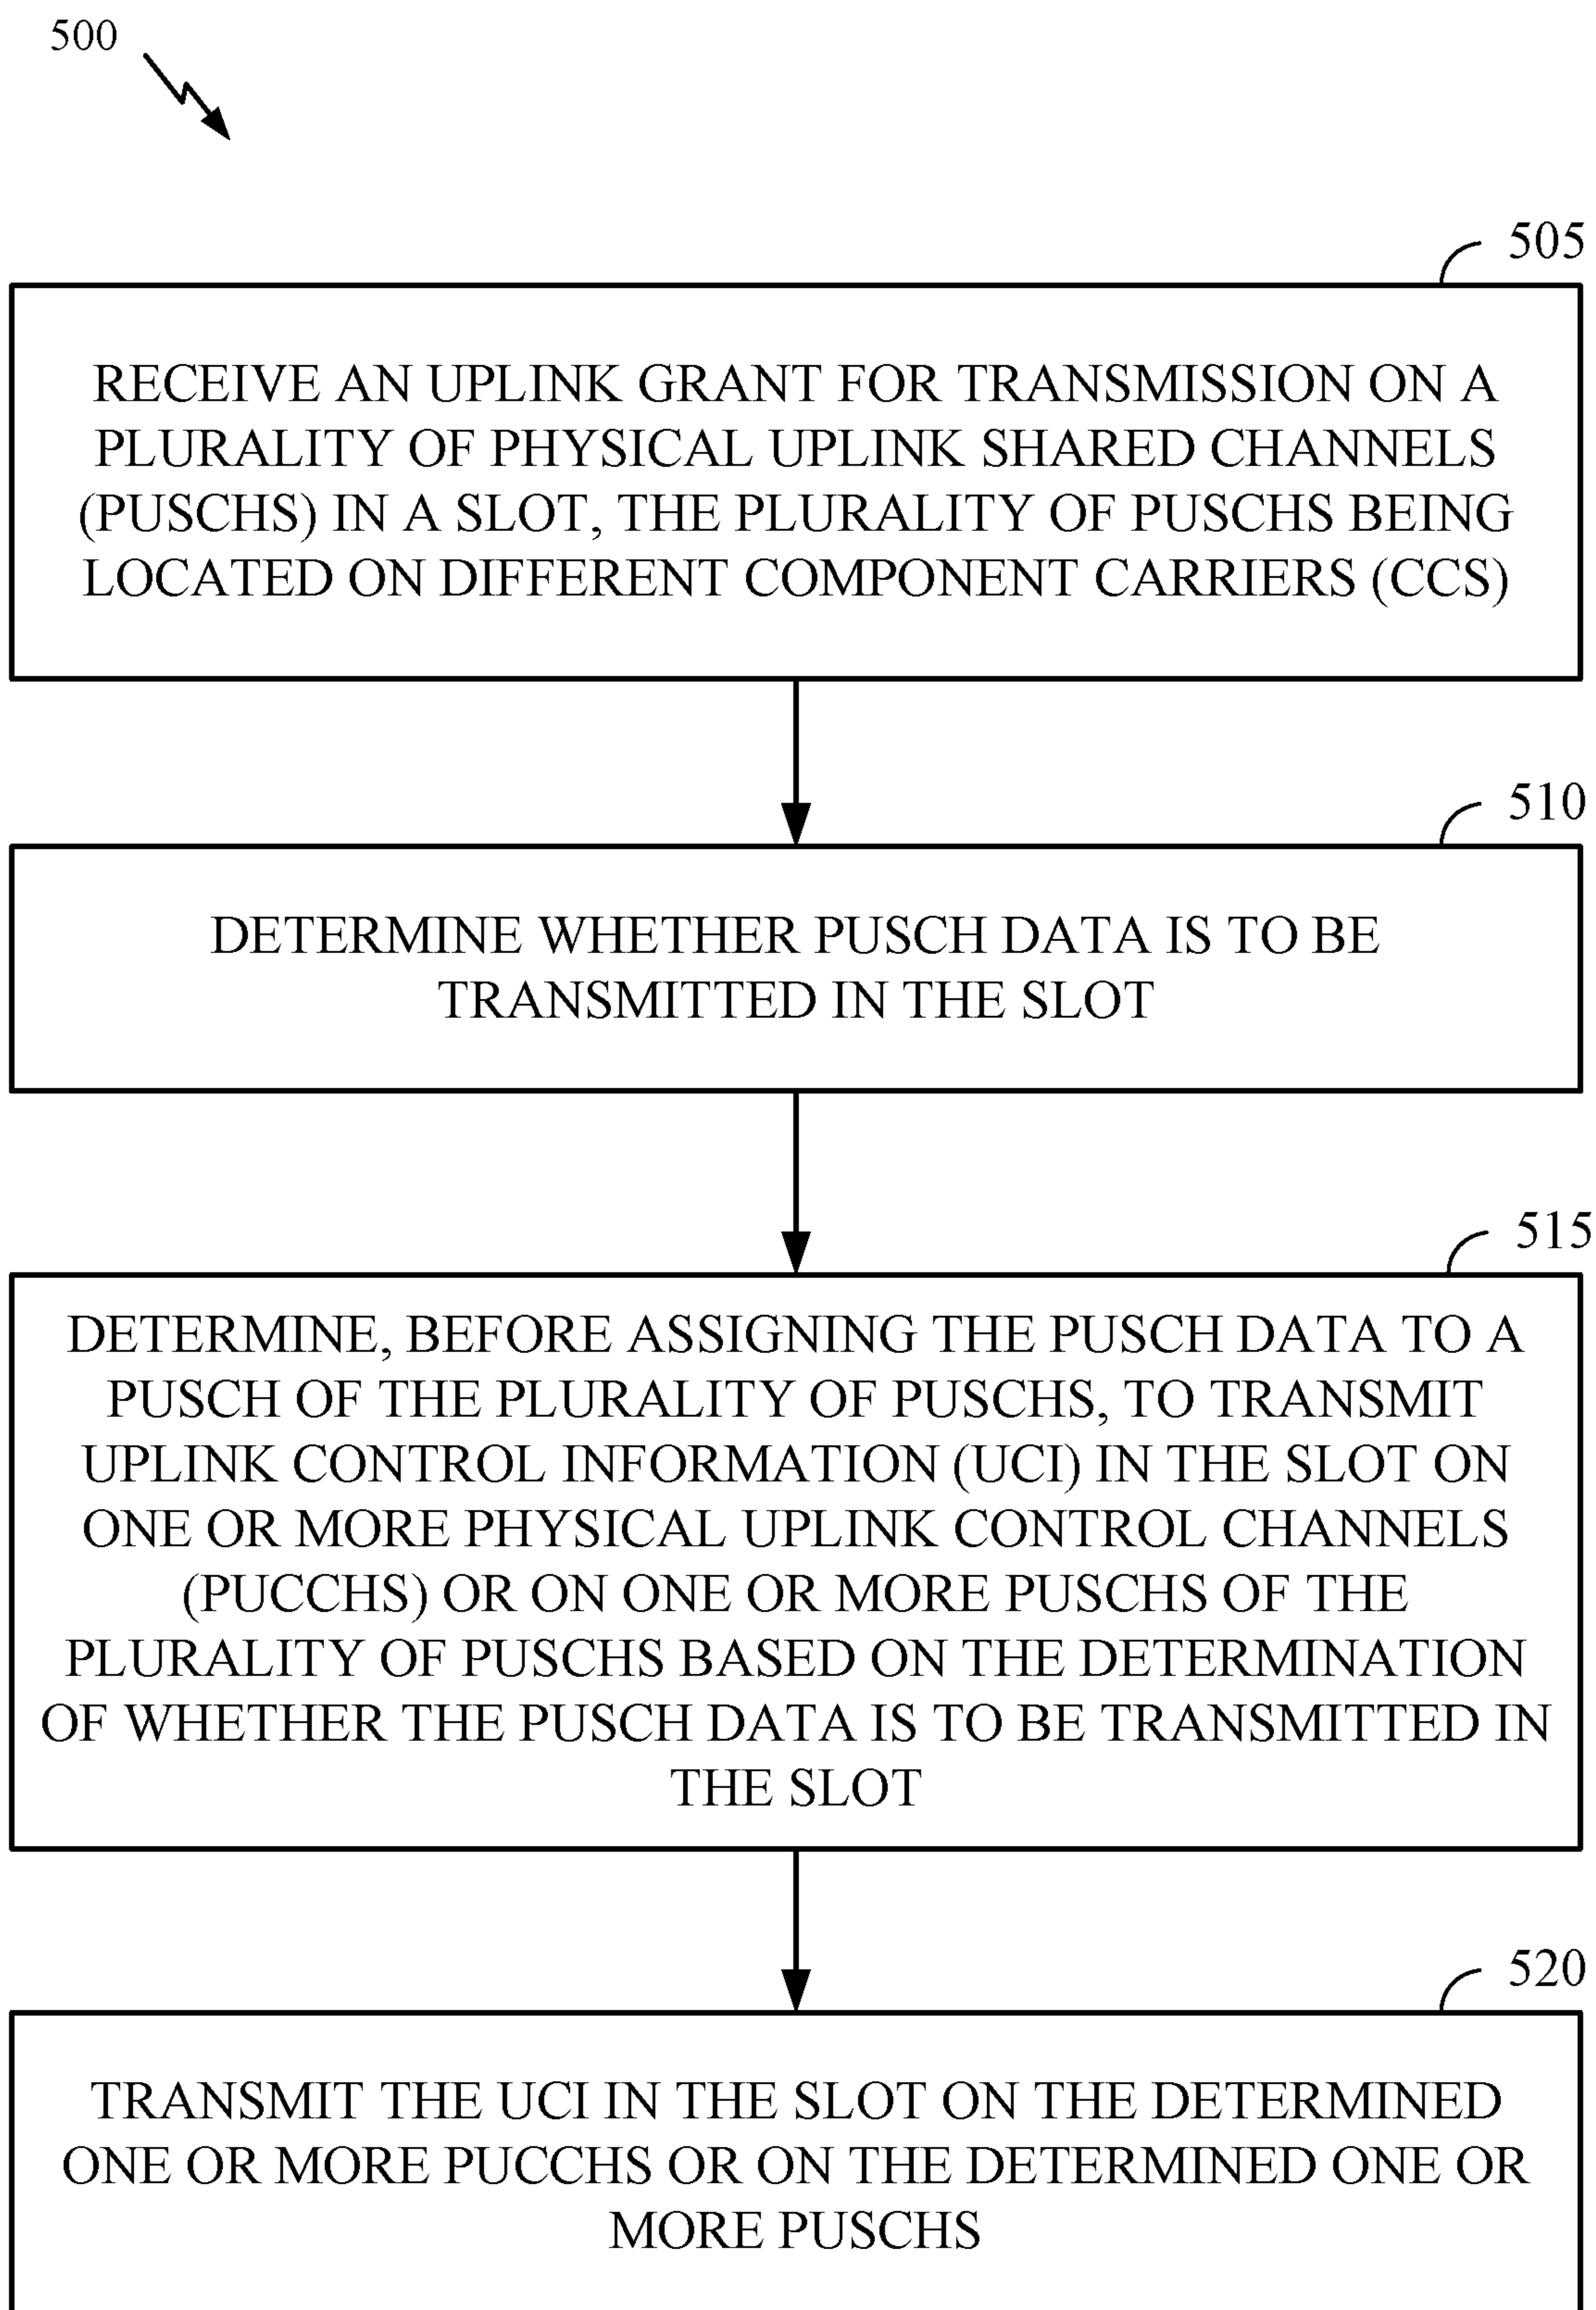 500
505
RECEIVE AN UPLINK GRANT FOR TRANSMISSION ON A
PLURALITY OF PHYSICAL UPLINK SHARED CHANNELS
(PUSCHS) IN A SLOT, THE PLURALITY OF PUSCHS BEING
LOCATED ON DIFFERENT COMPONENT CARRIERS (CCS)
510
DETERMINE WHETHER PUSCH DATA IS TO BE
TRANSMITTED IN THE SLOT
515
DETERMINE, BEFORE ASSIGNING THE PUSCH DATA TO A
PUSCH OF THE PLURALITY OF PUSCHS, TO TRANSMIT
UPLINK CONTROL INFORMATION (UCI) IN THE SLOT ON
ONE OR MORE PHYSICAL UPLINK CONTROL CHANNELS
(PUCCHS) OR ON ONE OR MORE PUSCHS OF THE
PLURALITY OF PUSCHS BASED ON THE DETERMINATION
OF WHETHER THE PUSCH DATA IS TO BE TRANSMITTED IN
THE SLOT
520
TRANSMIT THE UCI IN THE SLOT ON THE DETERMINED
ONE OR MORE PUCCHS OR ON THE DETERMINED ONE OR
MORE PUSCHS